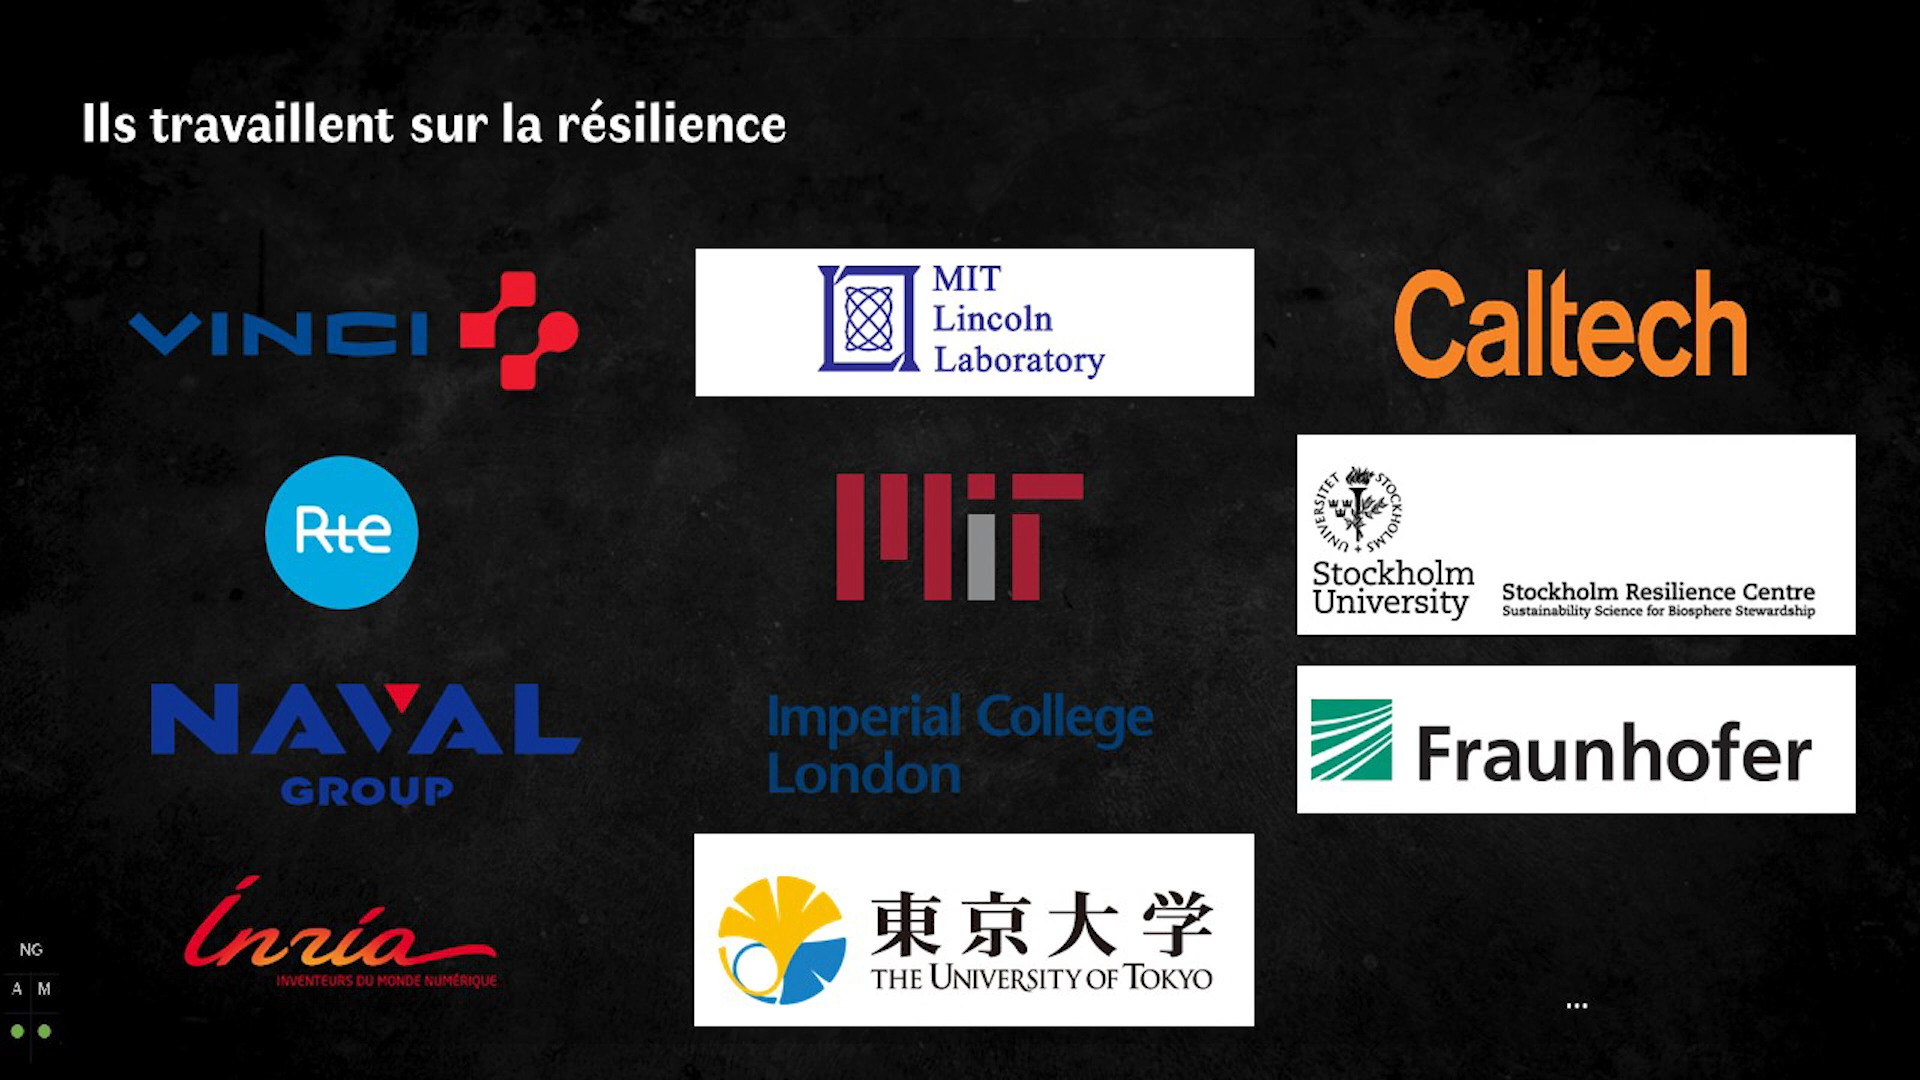 Ils travaillent sur la résilience
VINCI
MIT
Lincoln
Laboratory
Caltech
Rte
MIT
STOCKHOLMS UNIVERSITET
Stockholm
University
Stockholm Resilience Centre
Sustainability Science for Biosphere Stewardship
NAVAL
GROUP
Imperial College
London
Fraunhofer
Inria
INVENTEURS DU MONDE NUMÉRIQUE
東京大学
THE UNIVERSITY OF TOKYO
...
NG
A M